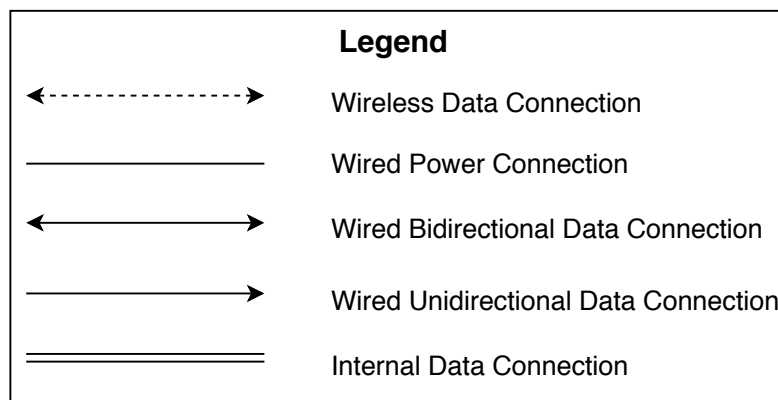 Legend
Wireless Data Connection
Wired Power Connection
Wired Bidirectional Data Connection
Wired Unidirectional Data Connection
Internal Data Connection